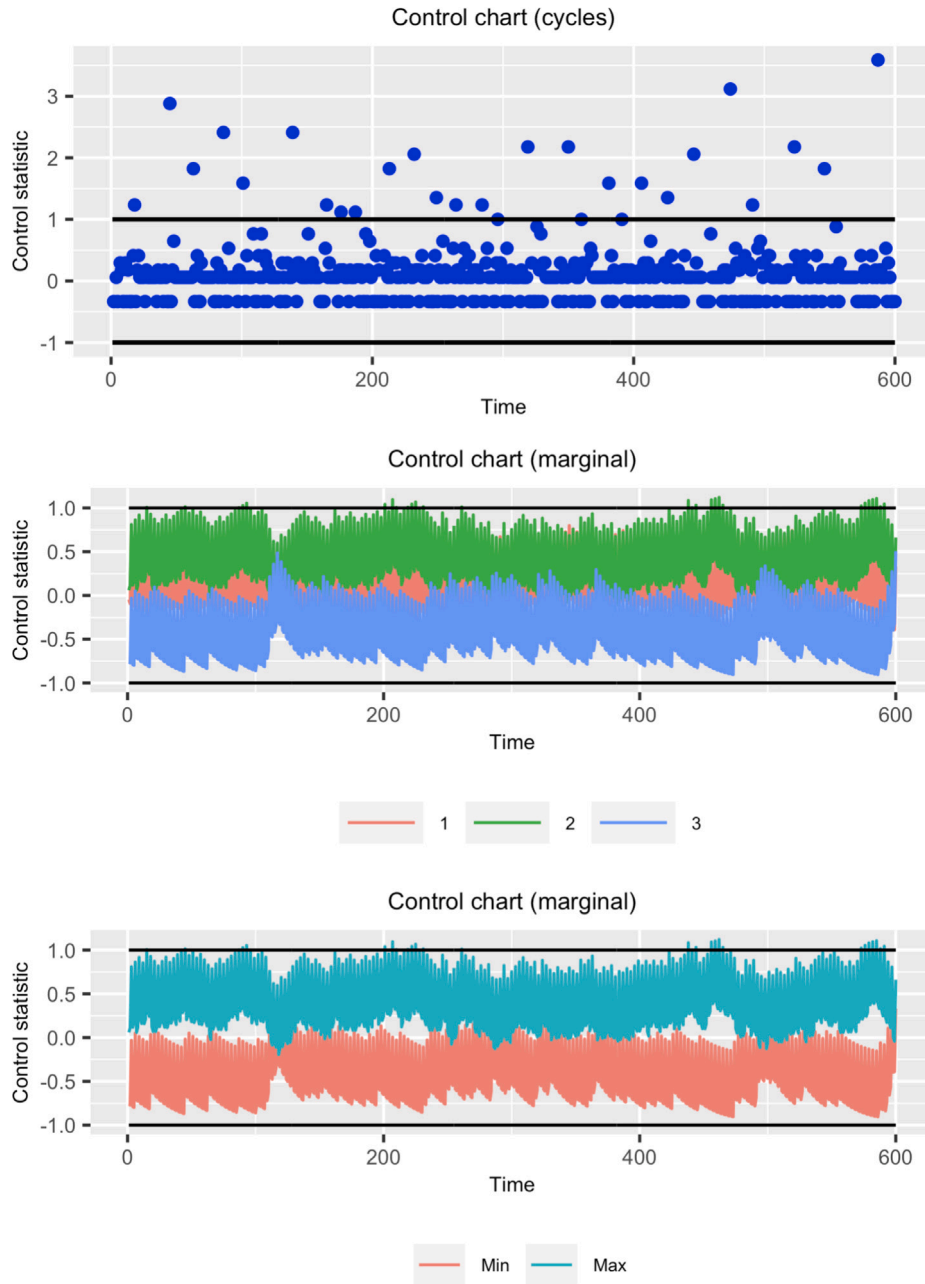 Control chart (cycles)
Control statistic
3
2
1
0
-1
0 200 400 600
Time
Control chart (marginal)
Control statistic
1.0
0.5
0.0
-0.5
-1.0
0 200 400 600
Time
1 2 3
Control chart (marginal)
Control statistic
1.0
0.5
0.0
-0.5
-1.0
0 200 400 600
Time
Min Max